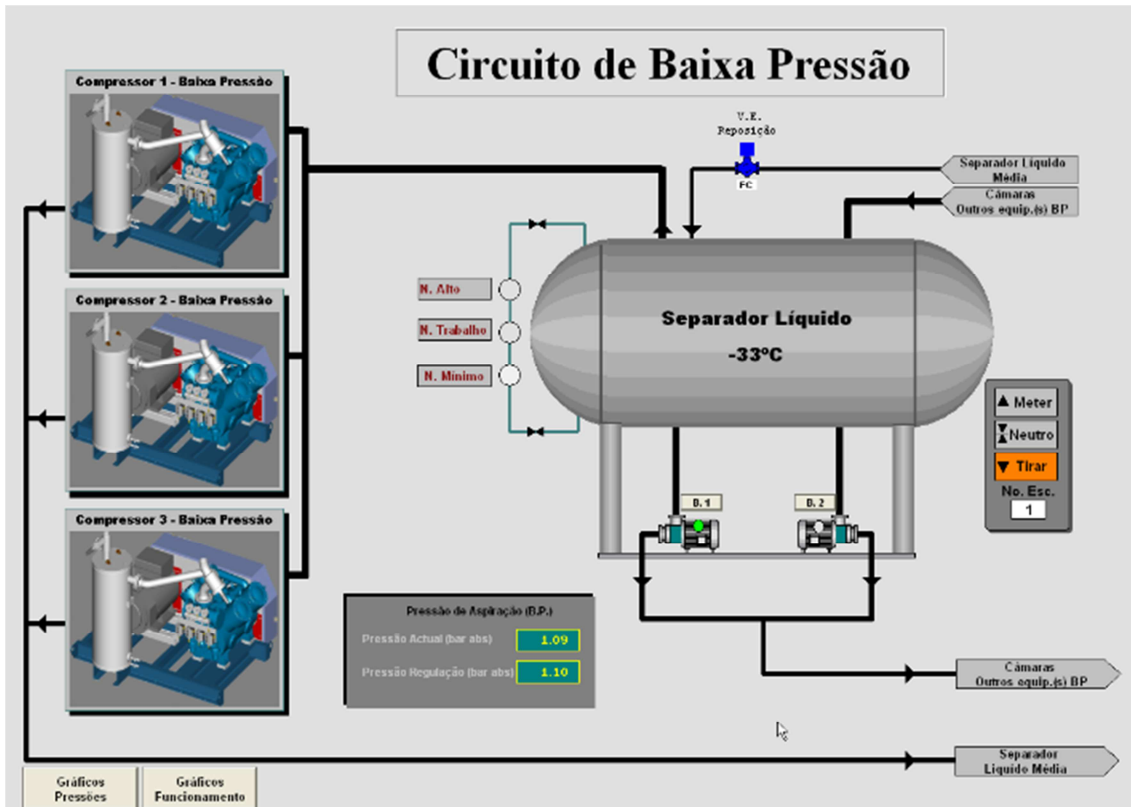 Circuito de Baixa Pressão
Compressor 1 - Baixa Pressão
V.E.
Reposição
FC
Separador Líquido
Média
Câmaras
Outros equip.(s) BP
N. Alto
N. Trabalho
N. Mínimo
Separador Líquido
-33ºC
Compressor 2 - Baixa Pressão
Meter
Neutro
Tirar
No. Esc.
1
B. 1
B. 2
Compressor 3 - Baixa Pressão
Pressão de Aspiração (B.P.)
Pressão Actual (bar abs)
1.09
Pressão Regulação (bar abs)
1.10
Câmaras
Outros equip.(s) BP
Separador
Líquido Média
Gráficos
Pressões
Gráficos
Funcionamento